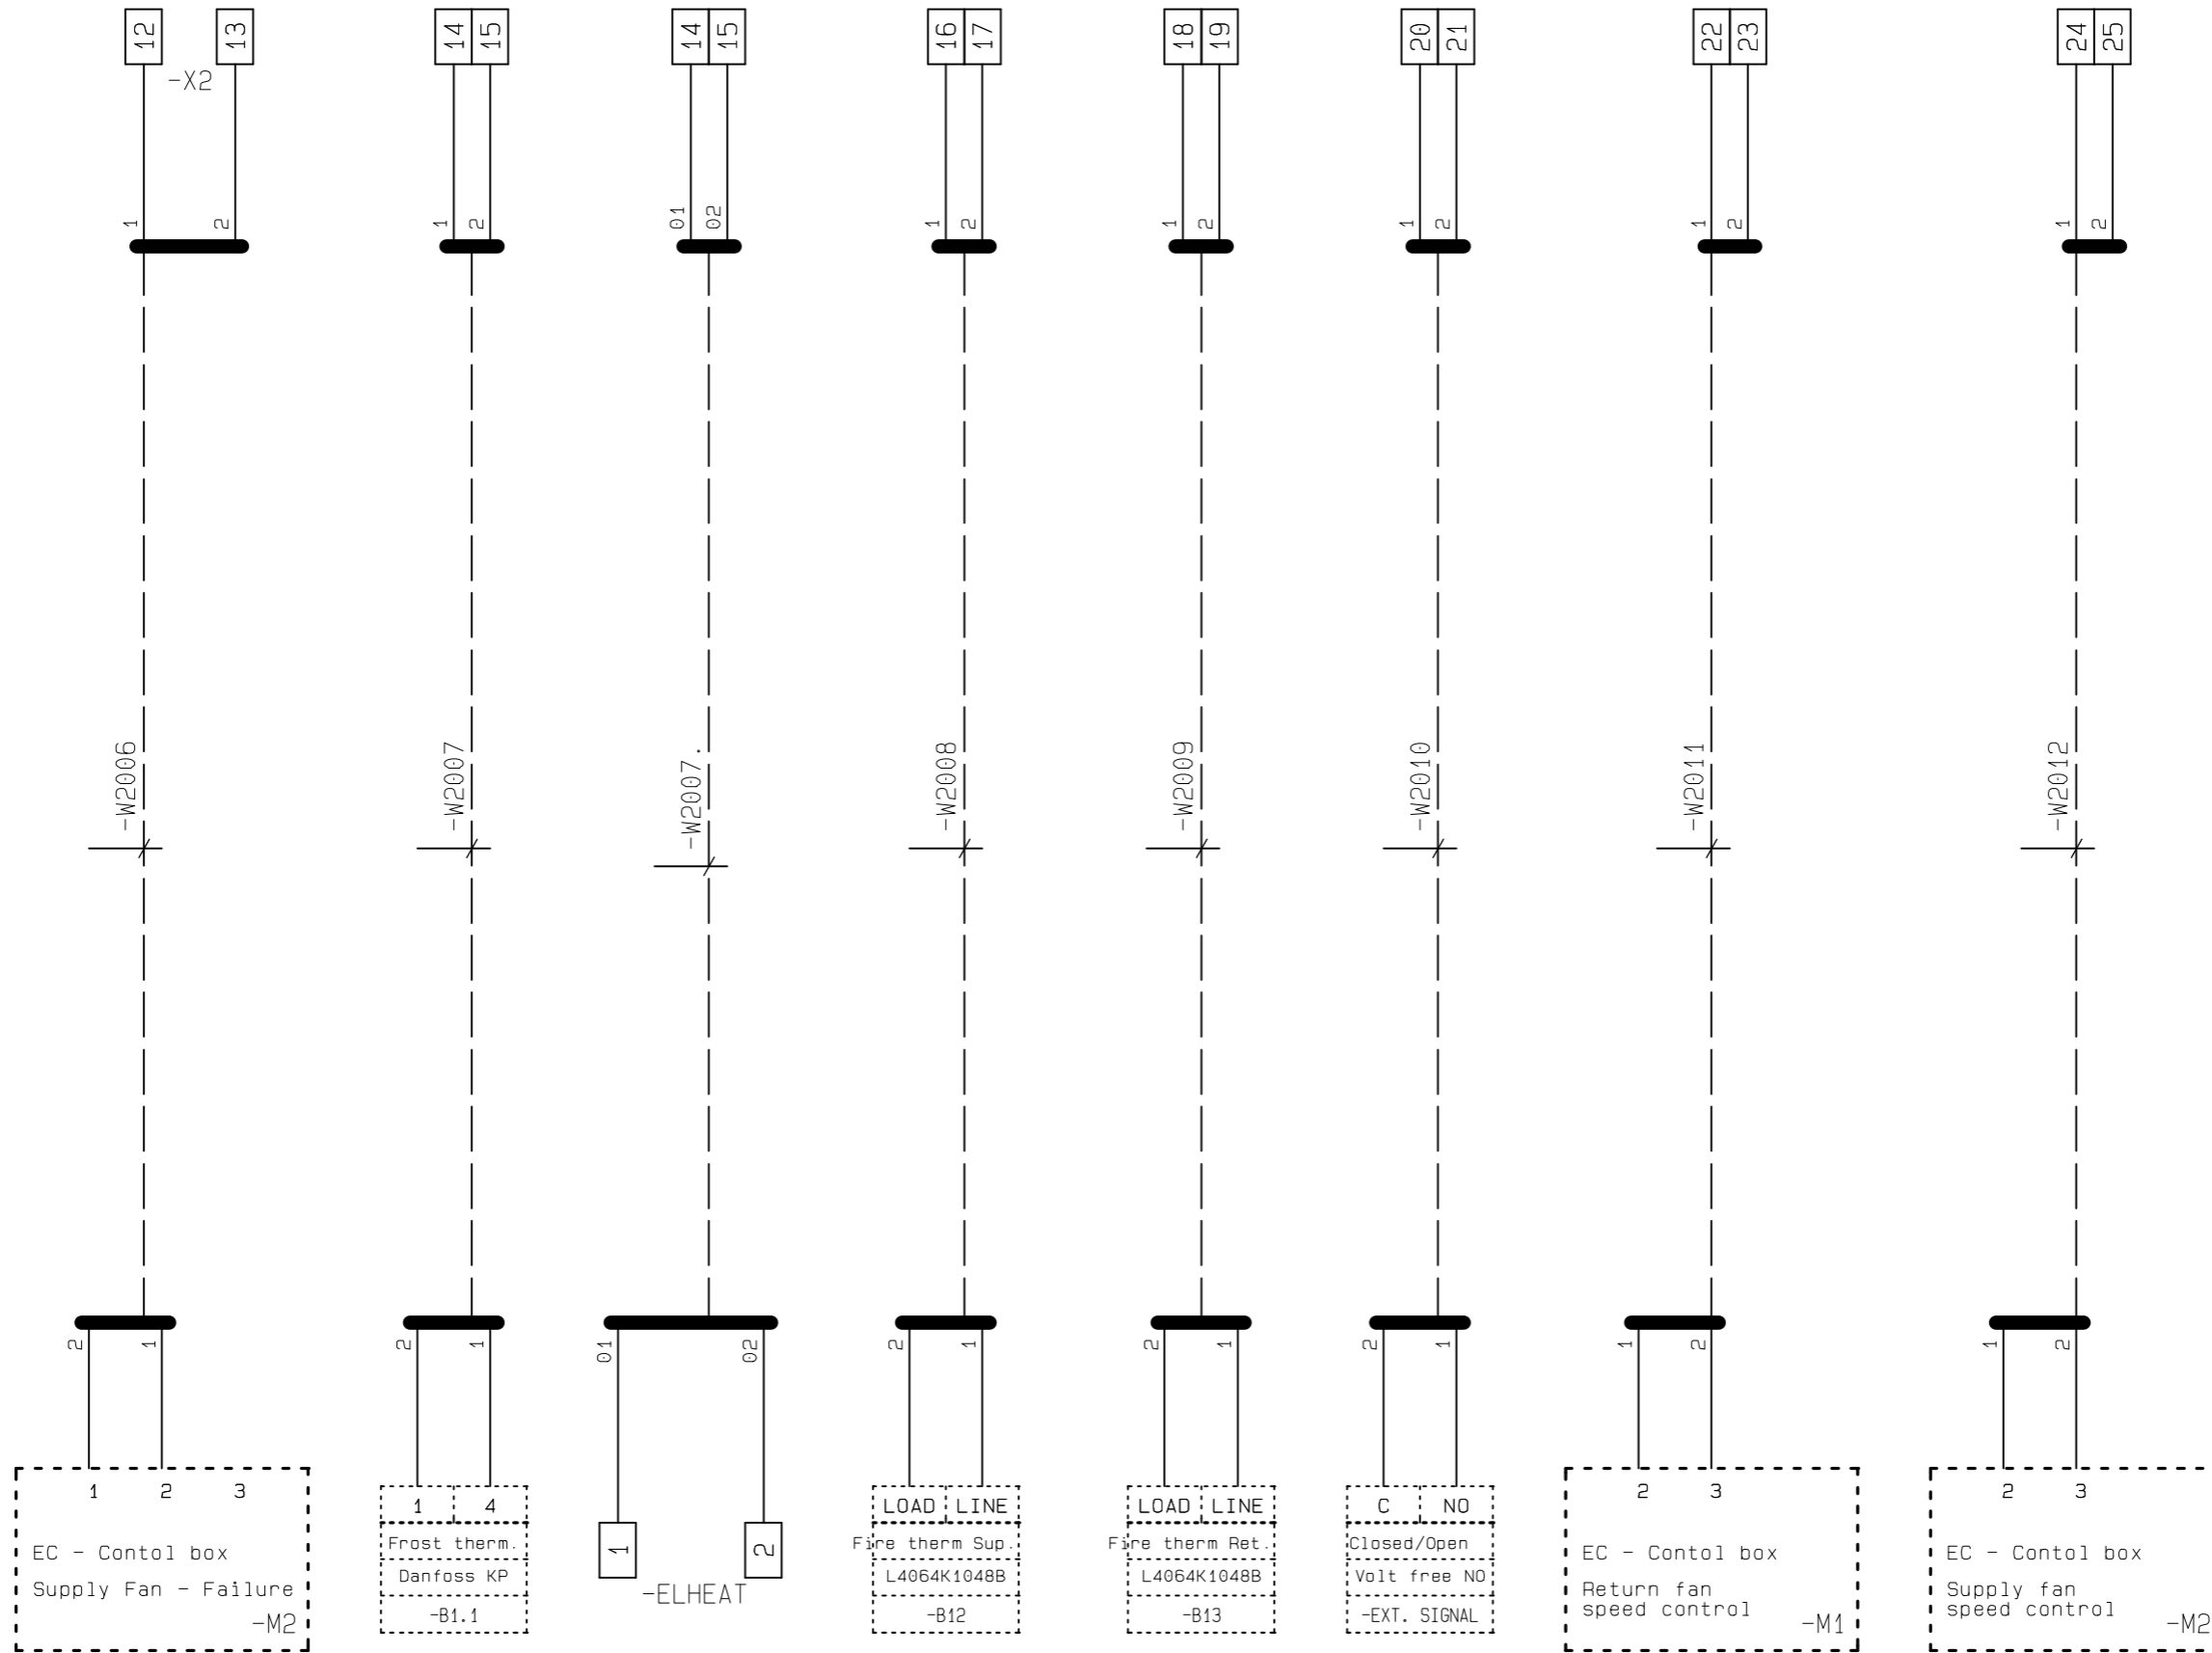 12 13 14 15 14 15 16 17 18 19 20 21 22 23 24 25
-X2
1 2 1 2 01 02 1 2 1 2 1 2 1 2 1 2
-W2006 -W2007 -W2007. -W2008 -W2009 -W2010 -W2011 -W2012
2 1 2 1 01 02 2 1 2 1 2 1 1 2 1 2
1 2 3
EC - Contol box
Supply Fan - Failure
-M2
1 4
Frost therm.
Danfoss KP
-B1.1
1 2
-ELHEAT
LOAD LINE
Fire therm Sup.
L4064K1048B
-B12
LOAD LINE
Fire therm Ret.
L4064K1048B
-B13
C NO
Closed/Open
Volt free NO
-EXT. SIGNAL
2 3
EC - Contol box
Return fan
speed control
-M1
2 3
EC - Contol box
Supply fan
speed control
-M2